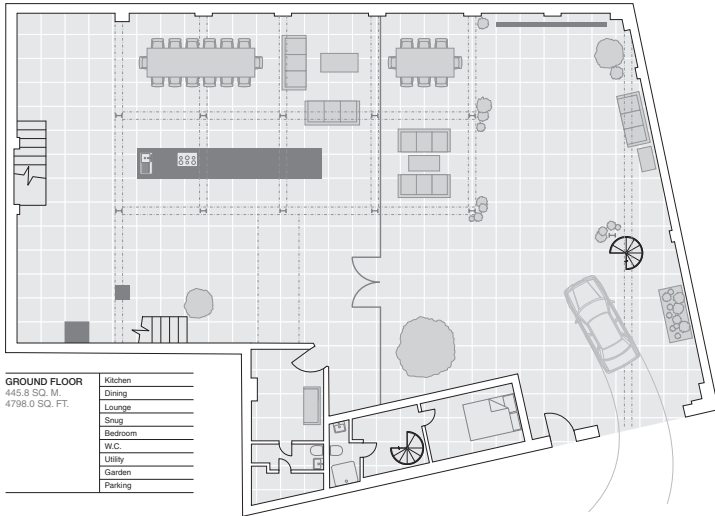 GROUND FLOOR
445.8 SQ. M.
4798.0 SQ. FT.
Kitchen
Dining
Lounge
Snug
Bedroom
W.C.
Utility
Garden
Parking